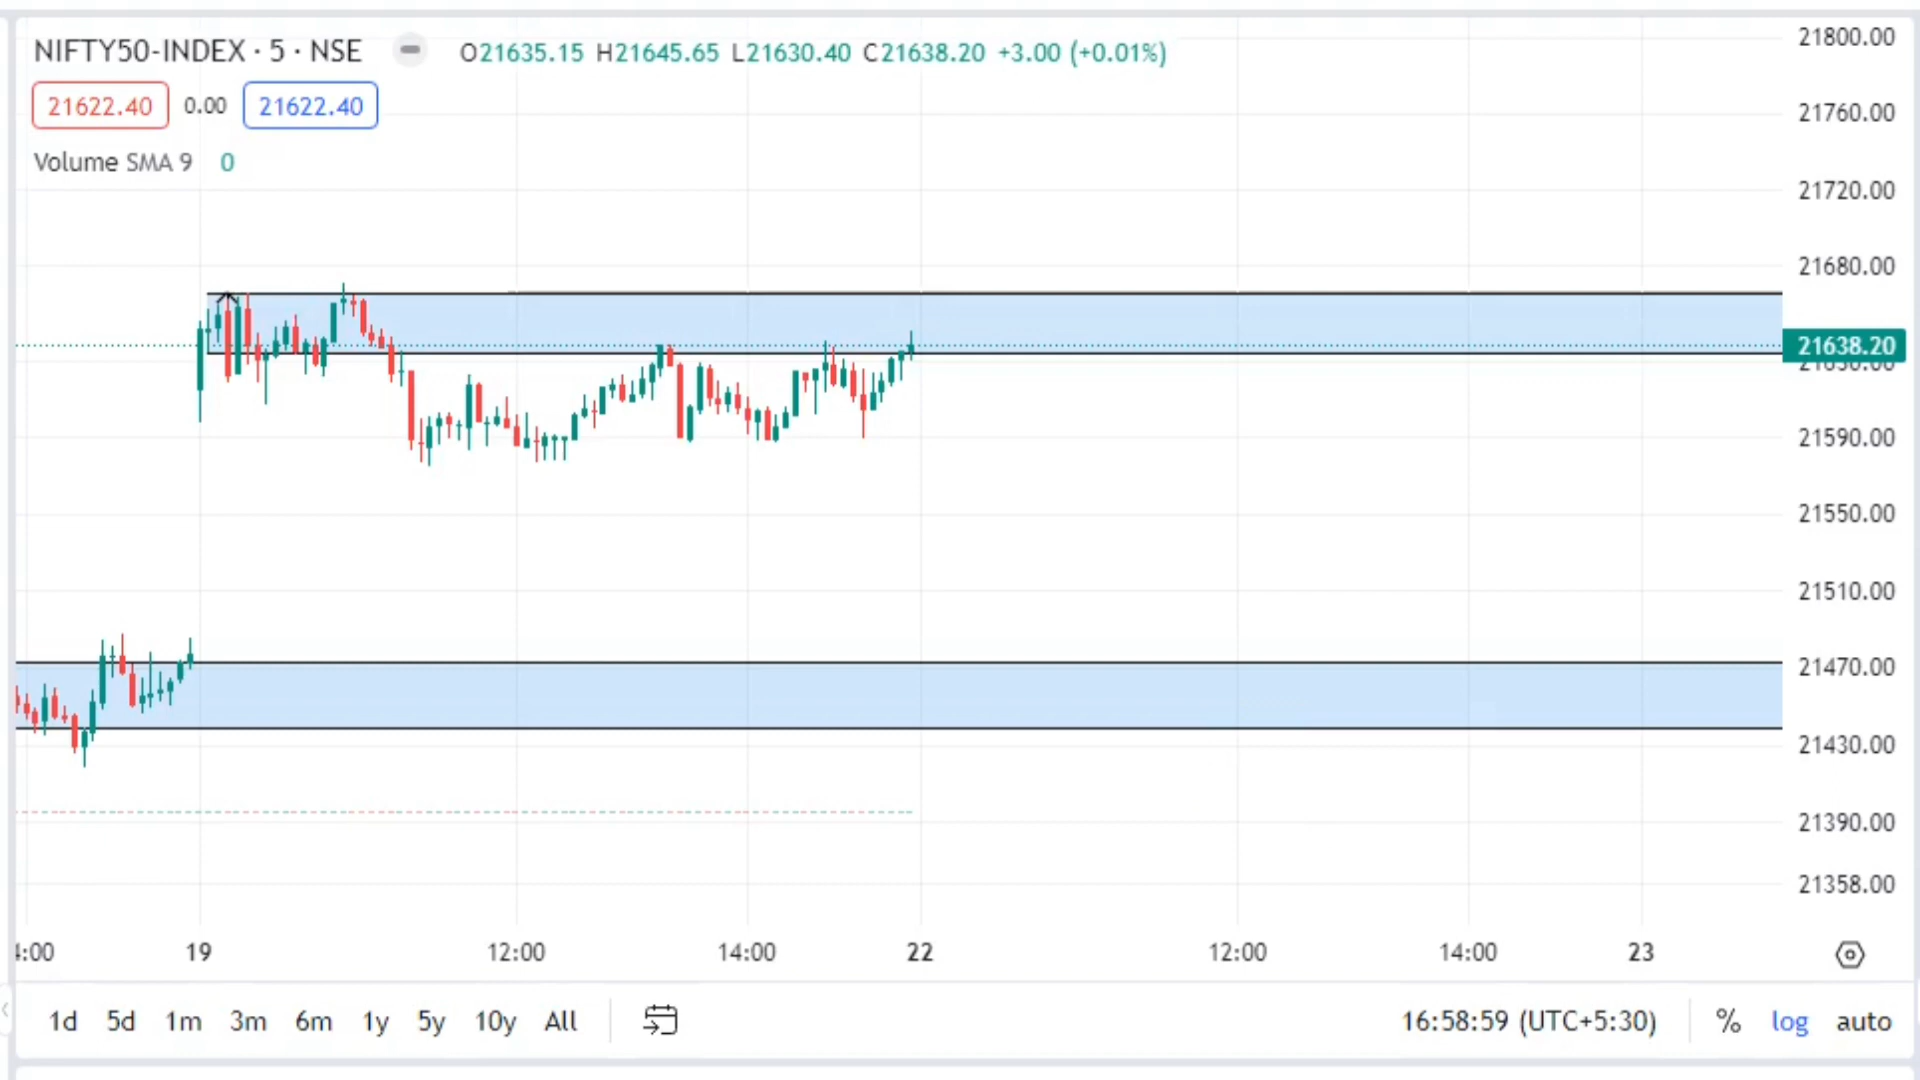 NIFTY50-INDEX · 5 · NSE O21635.15 H21645.65 L21630.40 C21638.20 +3.00 (+0.01%)
21622.40 0.00 21622.40
Volume SMA 9 0
21800.00
21760.00
21720.00
21680.00
21638.20
21590.00
21550.00
21510.00
21470.00
21430.00
21390.00
21358.00
4:00 19 12:00 14:00 22 12:00 14:00 23
1d 5d 1m 3m 6m 1y 5y 10y All 16:58:59 (UTC+5:30) % log auto